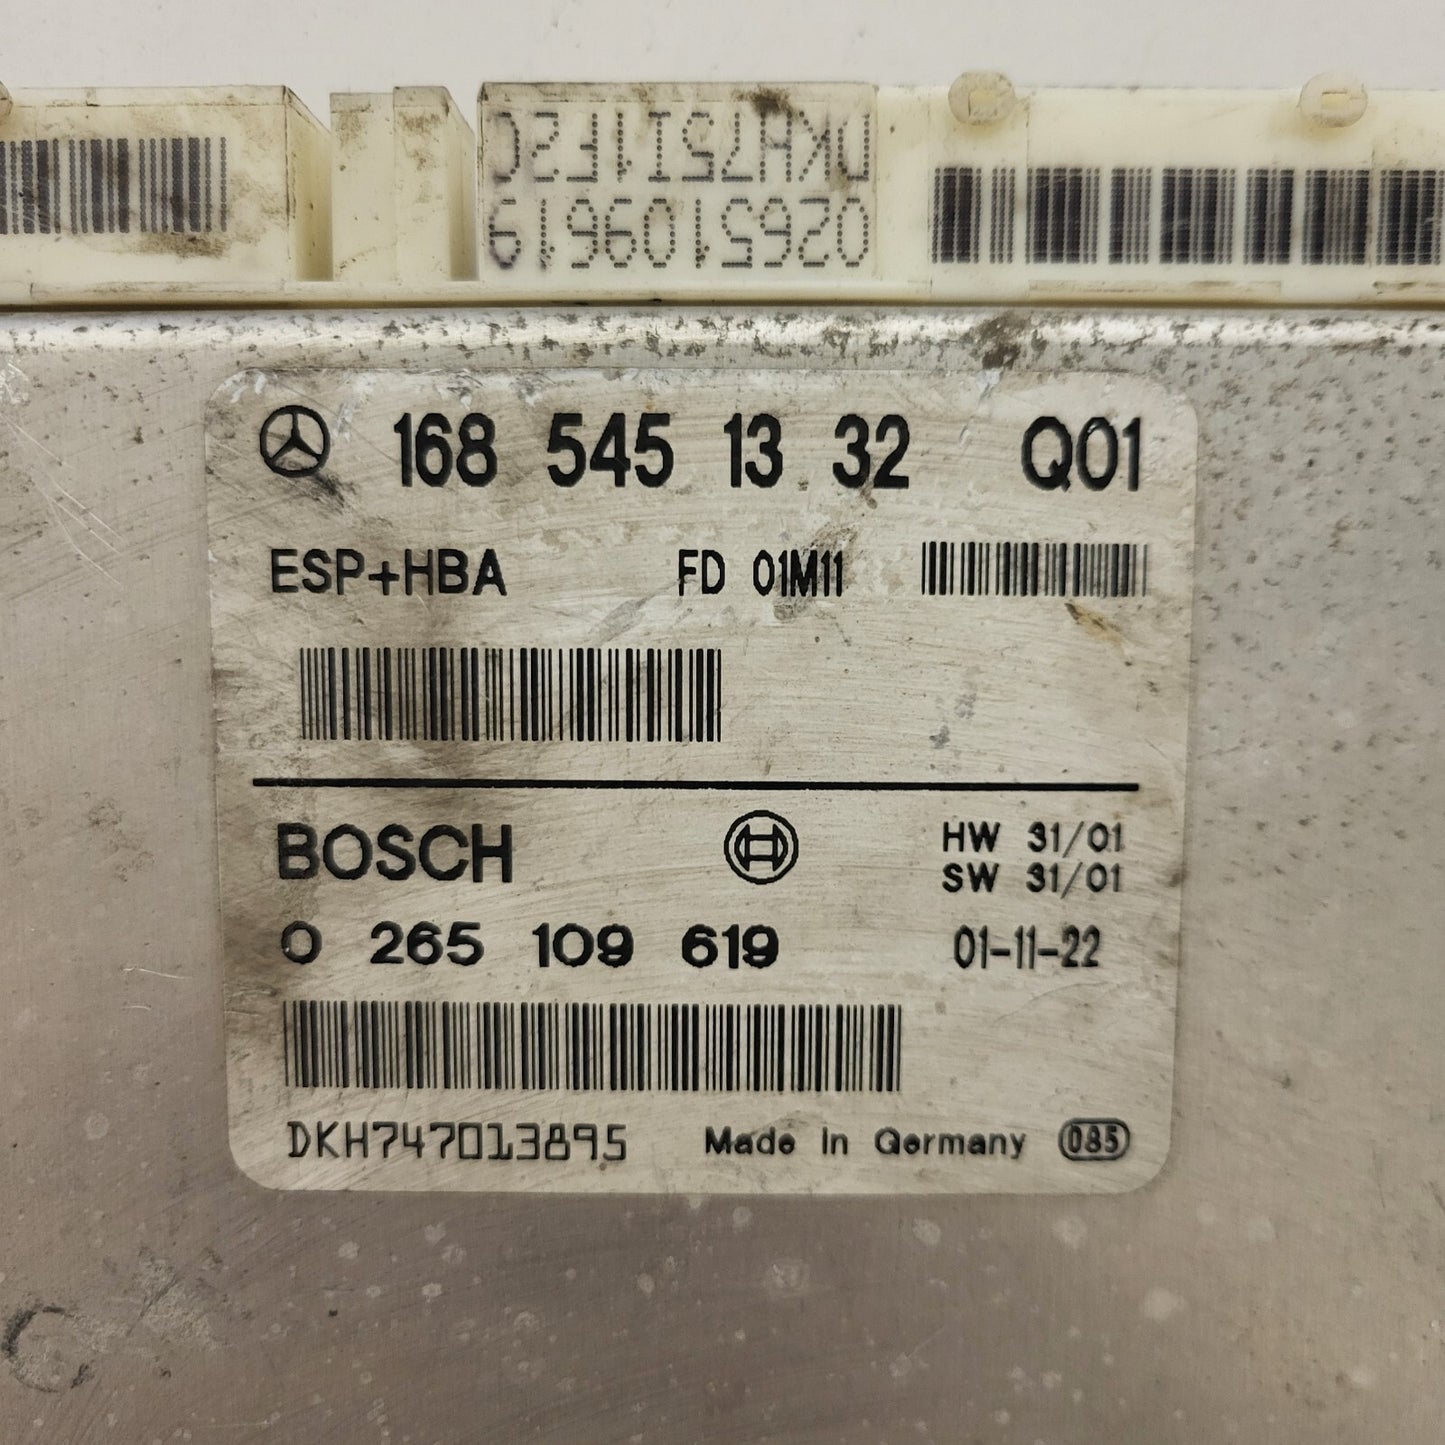 DKH75I1F2C
0265109619
168 545 13 32 Q01
ESP+HBA FD 01M11
BOSCH HW 31/01
SW 31/01
0 265 109 619 01-11-22
DKH747013895 Made in Germany 085